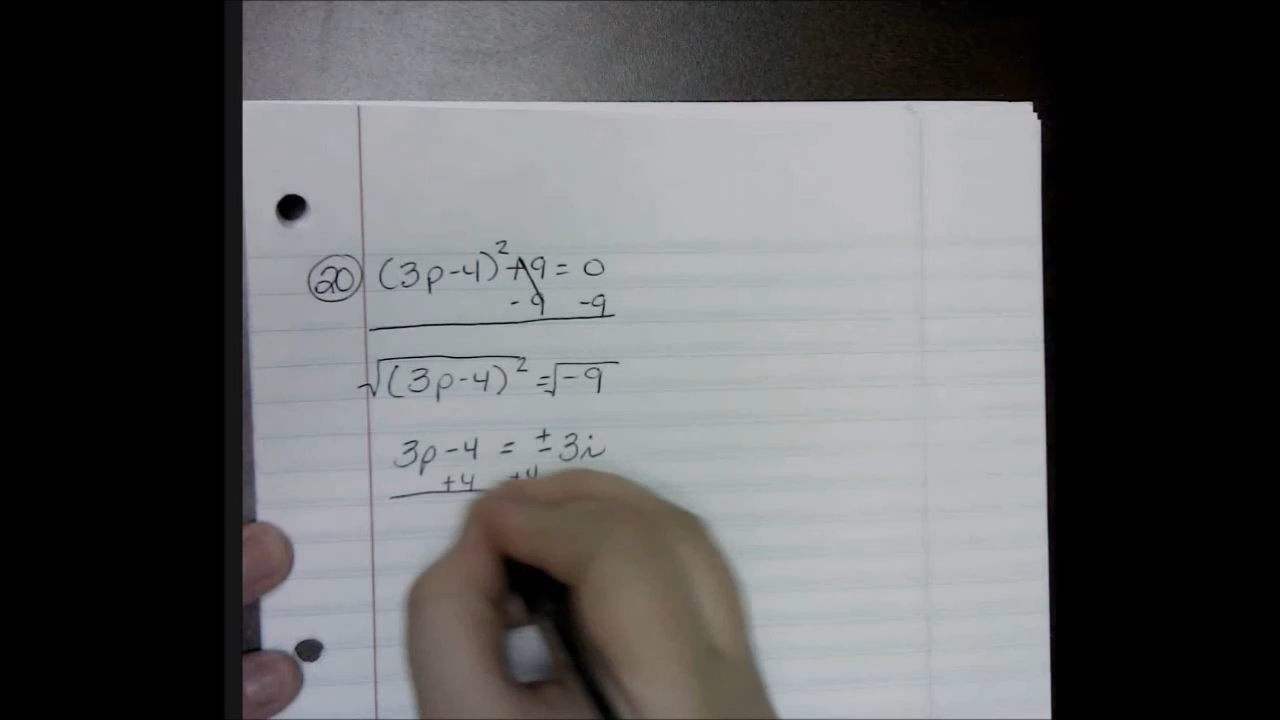 20 (3p-4)² +9 = 0
-9 -9
√(3p-4)² = √-9
3p-4 = ± 3i
+4 +4